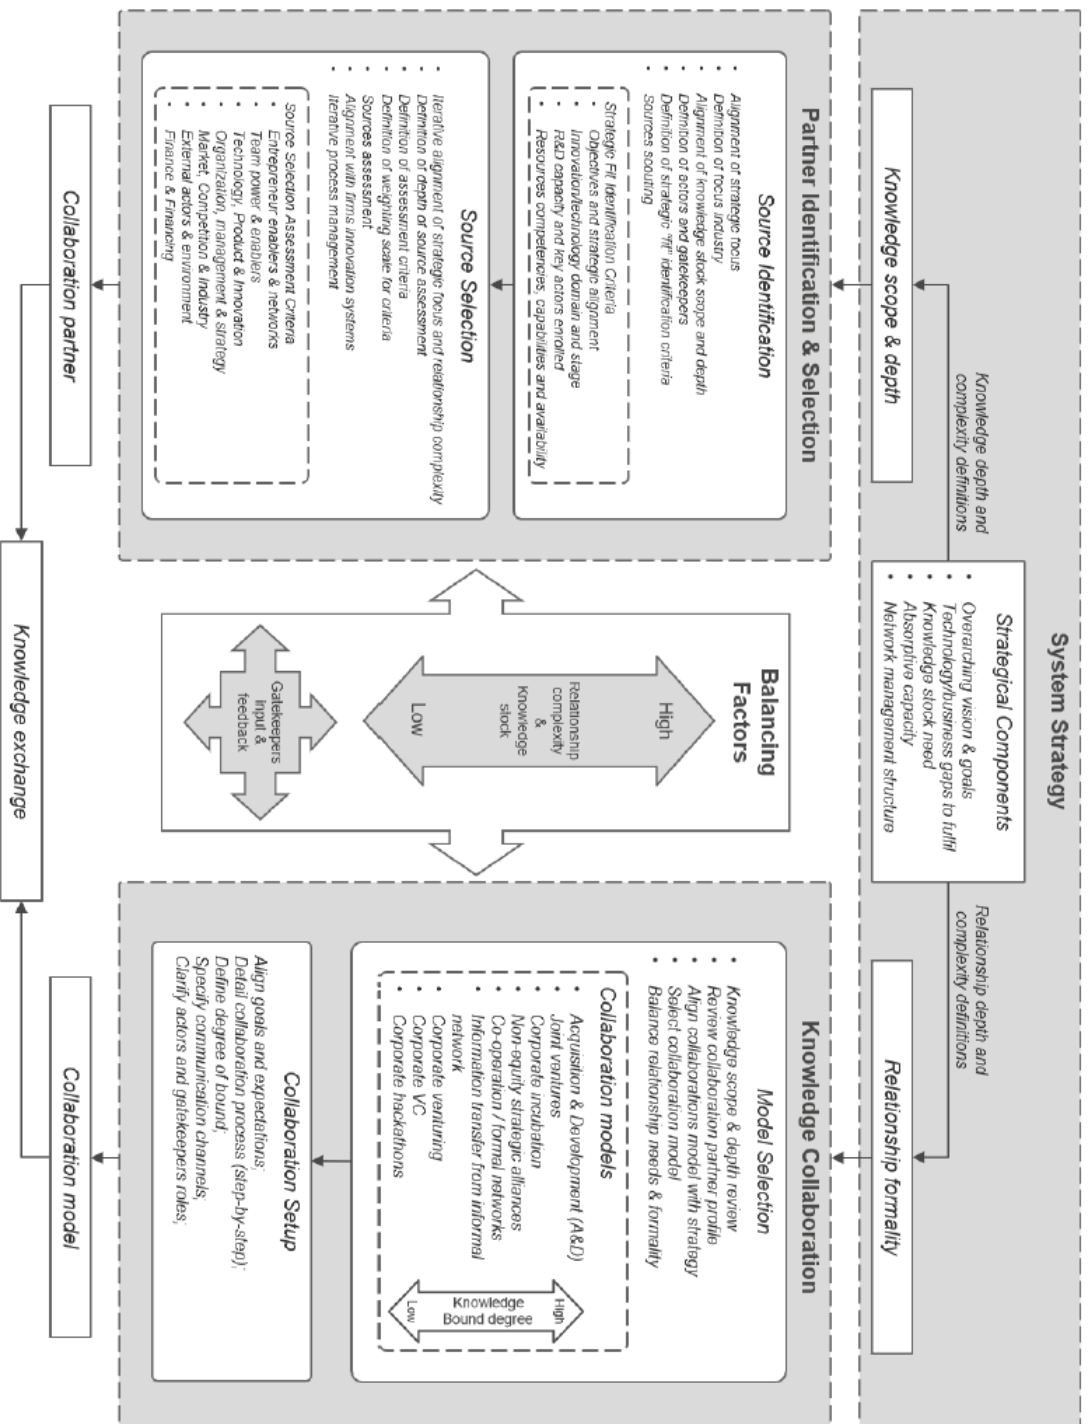 System Strategy
Strategical Components
• Overarching vision & goals
• Technology/business gaps to fulfil
• Knowledge stock need
• Absorptive capacity
• Network management structure
Knowledge depth and
complexity definitions
Relationship depth and
complexity definitions
Knowledge scope & depth
Relationship formality
Partner Identification & Selection
Source Identification
• Alignment of strategic focus
• Definition of focus industry
• Alignment of knowledge stock scope and depth
• Definition of actors and gatekeepers
• Definition of strategic "fit" identification criteria
• Sources scouting
Strategic Fit Identification Criteria
• Objectives and strategic alignment
• Innovation/technology domain and stage
• R&D capacity and key actors enrolled
• Resources competencies, capabilities and availability
Source Selection
• Iterative alignment of strategic focus and relationship complexity
• Definition of depth of source assessment
• Definition of assessment criteria
• Definition of weighting scale for criteria
• Sources assessment
• Alignment with firms innovation systems
• Iterative process management
Source Selection Assessment Criteria
• Entrepreneur enablers & networks
• Team power & enablers
• Technology, Product & Innovation
• Organization, management & strategy
• Market, Competition & Industry
• External actors & environment
• Finance & Financing
Collaboration partner
Balancing
Factors
High
Relationship
complexity
&
Knowledge
stock
Low
Gatekeepers
Input &
feedback
Knowledge Collaboration
Model Selection
• Knowledge scope & depth review
• Review collaboration partner profile
• Align collaborations model with strategy
• Select collaboration model
• Balance relationship needs & formality
Collaboration models
• Acquisition & Development (A&D)
• Joint ventures
• Corporate incubation
• Non-equity strategic alliances
• Co-operation / formal networks
• Information transfer from informal
network
• Corporate venturing
• Corporate VC
• Corporate hackathons
High
Knowledge
Bound degree
Low
Collaboration Setup
Align goals and expectations;
Detail collaboration process (step-by-step);
Define degree of bound;
Specify communication channels;
Clarify actors and gatekeepers roles;
Collaboration model
Knowledge exchange